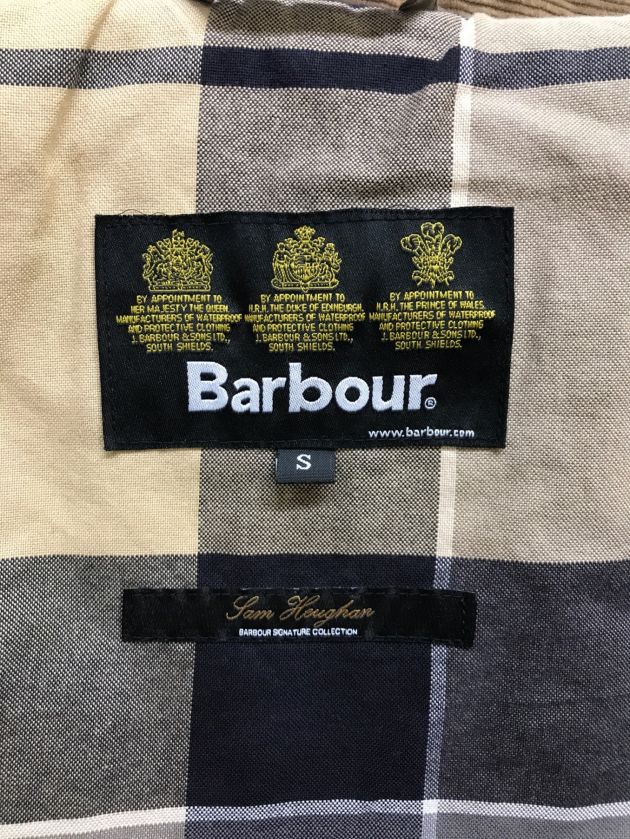 BY APPOINTMENT TO
HER MAJESTY THE QUEEN.
MANUFACTURERS OF WATERPROOF
AND PROTECTIVE CLOTHING
J. BARBOUR & SONS LTD.,
SOUTH SHIELDS.
BY APPOINTMENT TO
H.R.H. THE DUKE OF EDINBURGH.
MANUFACTURERS OF WATERPROOF
AND PROTECTIVE CLOTHING
J. BARBOUR & SONS LTD.,
SOUTH SHIELDS.
BY APPOINTMENT TO
H.R.H. THE PRINCE OF WALES.
MANUFACTURERS OF WATERPROOF
AND PROTECTIVE CLOTHING
J. BARBOUR & SONS LTD.,
SOUTH SHIELDS.
Barbour®
www.barbour.com
S
Sam Heughan
BARBOUR SIGNATURE COLLECTION